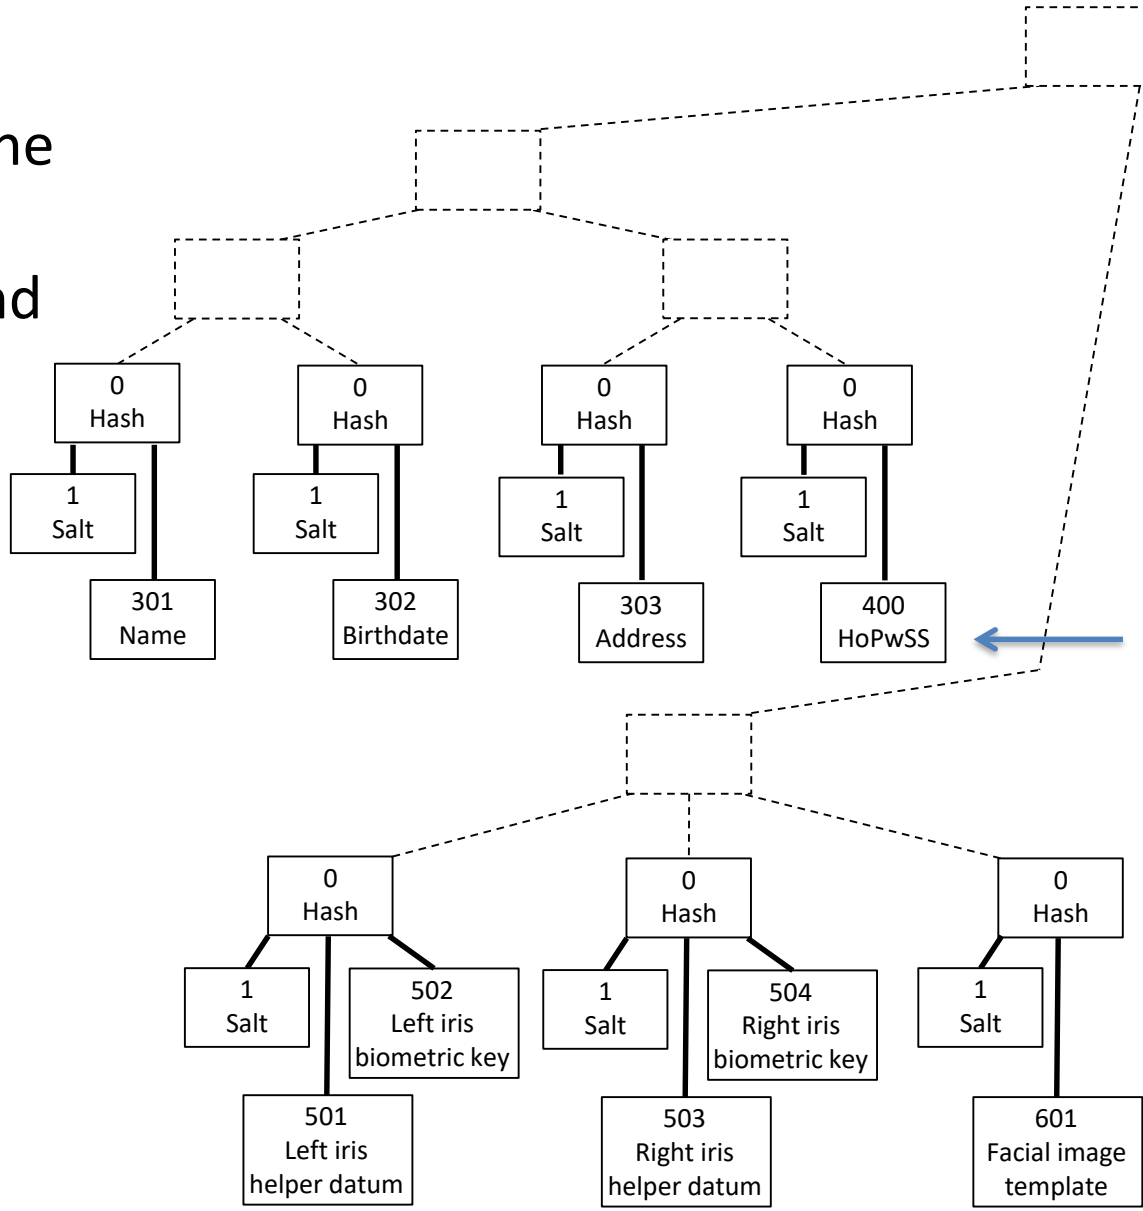 ne
nd
0
Hash
0
Hash
0
Hash
0
Hash
1
Salt
1
Salt
1
Salt
1
Salt
301
Name
302
Birthdate
303
Address
400
HoPwSS
0
Hash
0
Hash
0
Hash
1
Salt
502
Left iris
biometric key
1
Salt
504
Right iris
biometric key
1
Salt
501
Left iris
helper datum
503
Right iris
helper datum
601
Facial image
template